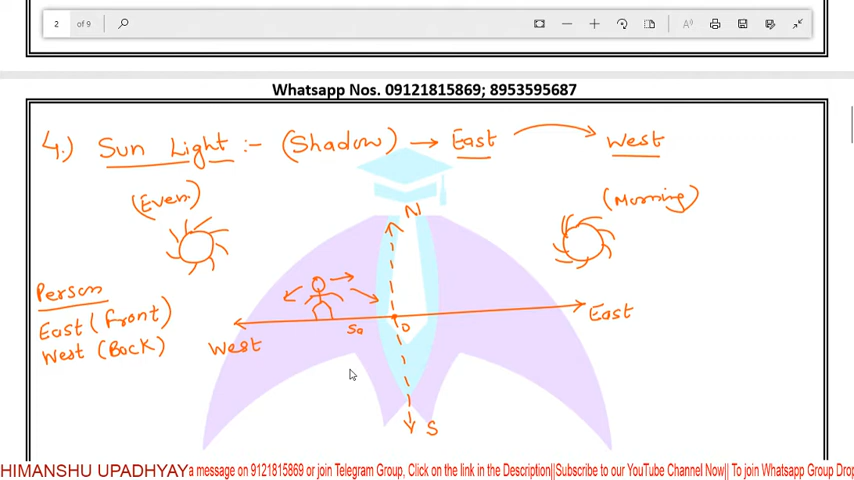 2 of 9
Whatsapp Nos. 09121815869; 8953595687
4.) Sun Light :- (Shadow) → East → West
(Even)
(Morning)
N
Person
East (Front)
West (Back)
West
Sa
O
East
S
HIMANSHU UPADHYAY a message on 9121815869 or join Telegram Group, Click on the link in the Description||Subscribe to our YouTube Channel Now|| To join Whatsapp Group Drop